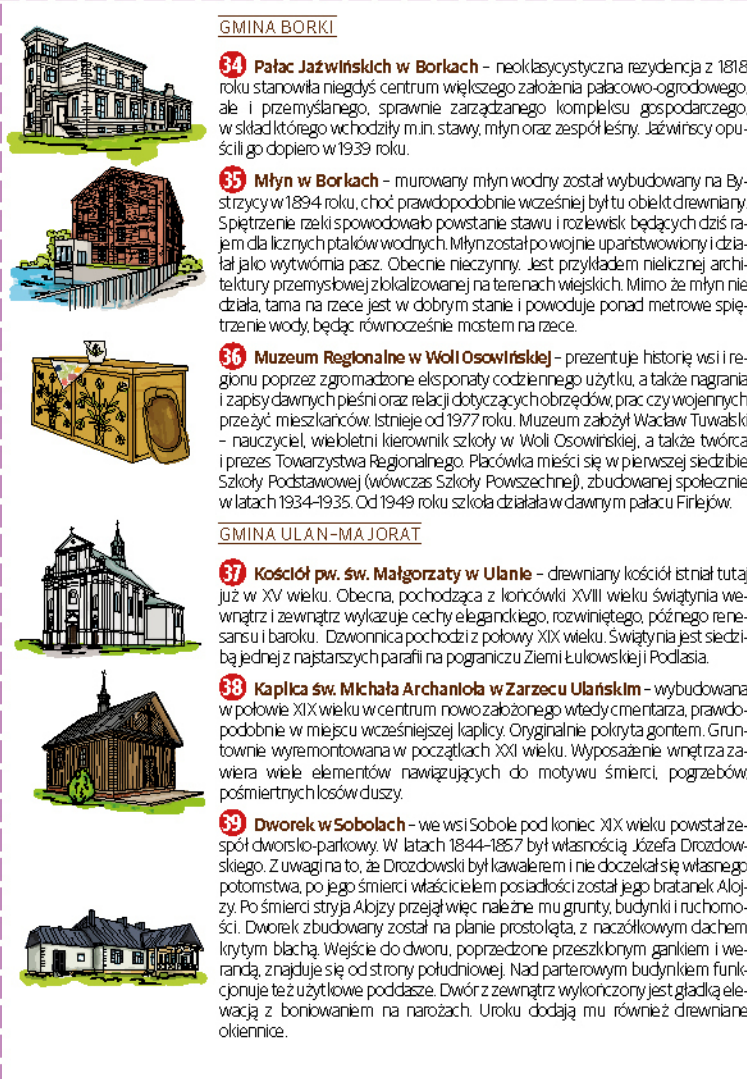 GMINA BORKI
34 Pałac Jaźwińskich w Borkach – neoklasycystyczna rezydencja z 1818
roku stanowiła niegdyś centrum większego założenia pałacowo-ogrodowego,
ale i przemyślanego, sprawnie zarządzanego kompleksu gospodarczego,
w skład którego wchodziły m.in. stawy, młyn oraz zespół leśny. Jaźwińscy opu-
ścili go dopiero w 1939 roku.
35 Młyn w Borkach – murowany młyn wodny został wybudowany na By-
strzycy w 1894 roku, choć prawdopodobnie wcześniej był tu obiekt drewniany.
Spiętrzenie rzeki spowodowało powstanie stawu i rozlewisk będących dziś ra-
jem dla licznych ptaków wodnych. Młyn został po wojnie upaństwowiony i dzia-
łał jako wytwórnia pasz. Obecnie nieczynny. Jest przykładem nielicznej archi-
tektury przemysłowej zlokalizowanej na terenach wiejskich. Mimo że młyn nie
działa, tama na rzece jest w dobrym stanie i powoduje ponad metrowe spię-
trzenie wody, będąc równocześnie mostem na rzece.
36 Muzeum Regionalne w Woli Osowińskiej – prezentuje historię wsi i re-
gionu poprzez zgromadzone eksponaty codziennego użytku, a także nagrania
i zapisy dawnych pieśni oraz relacji dotyczących obrzędów, prac czy wojennych
przeżyć mieszkańców. Istnieje od 1977 roku. Muzeum założył Wacław Tuwalski
– nauczyciel, wieloletni kierownik szkoły w Woli Osowińskiej, a także twórca
i prezes Towarzystwa Regionalnego. Placówka mieści się w pierwszej siedzibie
Szkoły Podstawowej (wówczas Szkoły Powszechnej), zbudowanej społecznie
w latach 1934–1935. Od 1949 roku szkoła działała w dawnym pałacu Firlejów.
GMINA ULAN-MAJORAT
37 Kościół pw. św. Małgorzaty w Ulanie – drewniany kościół istniał tutaj
już w XV wieku. Obecna, pochodząca z końcówki XVIII wieku świątynia we-
wnątrz i zewnątrz wykazuje cechy eleganckiego, rozwiniętego, późnego rene-
sansu i baroku. Dzwonnica pochodzi z połowy XIX wieku. Świątynia jest siedzi-
bą jednej z najstarszych parafii na pograniczu Ziemi Łukowskiej i Podlasia.
38 Kaplica św. Michała Archanioła w Zarzecu Ulańskim – wybudowana
w połowie XIX wieku w centrum nowo założonego wtedy cmentarza, prawdo-
podobnie w miejscu wcześniejszej kaplicy. Oryginalnie pokryta gontem. Grun-
townie wyremontowana w początkach XXI wieku. Wyposażenie wnętrza za-
wiera wiele elementów nawiązujących do motywu śmierci, pogrzebów,
pośmiertnych losów duszy.
39 Dworek w Sobolach – we wsi Sobole pod koniec XIX wieku powstał ze-
spół dworsko-parkowy. W latach 1844–1857 był własnością Józefa Drozdow-
skiego. Z uwagi na to, że Drozdowski był kawalerem i nie doczekał się własnego
potomstwa, po jego śmierci właścicielem posiadłości został jego bratanek Aloj-
zy. Po śmierci stryja Alojzy przejął więc należne mu grunty, budynki i ruchomo-
ści. Dworek zbudowany został na planie prostokąta, z naczółkowym dachem
krytym blachą. Wejście do dworu, poprzedzone przeszklonym gankiem i we-
randą, znajduje się od strony południowej. Nad parterowym budynkiem funk-
cjonuje też użytkowe poddasze. Dwór z zewnątrz wykończony jest gładką ele-
wacją z boniowaniem na narożach. Uroku dodają mu również drewniane
okiennice.